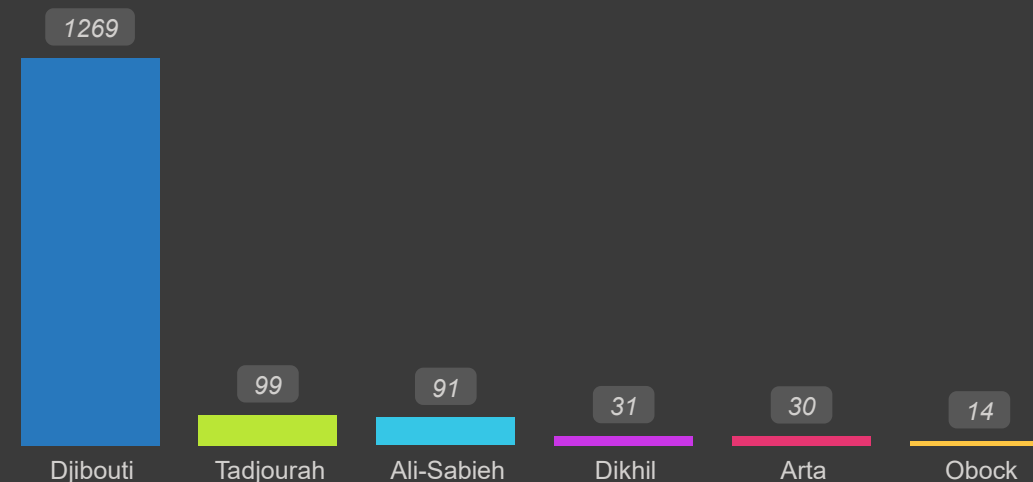 1269
99
91
31
30
14
Djibouti
Tadjourah
Ali-Sabieh
Dikhil
Arta
Obock